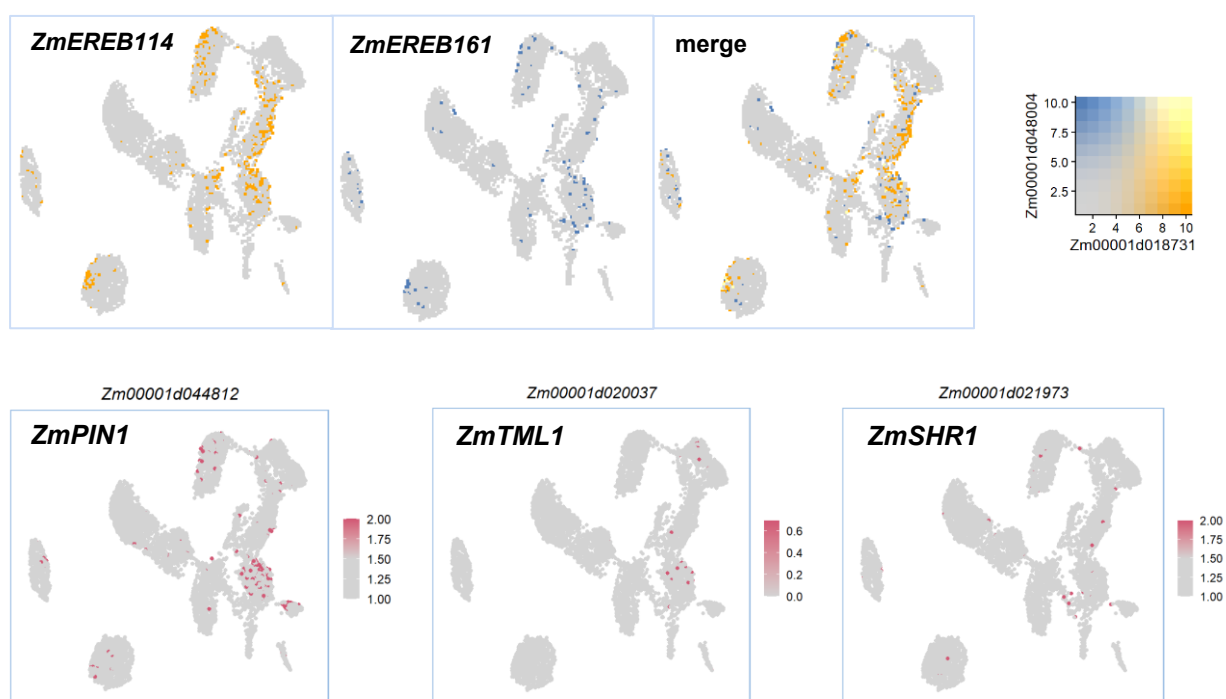 ZmEREB114
ZmEREB161
merge
10.0
7.5
5.0
2.5
Zm00001d048004
2 4 6 8 10
Zm00001d018731
Zm00001d044812
Zm00001d020037
Zm00001d021973
ZmPIN1
ZmTML1
ZmSHR1
2.00
1.75
1.50
1.25
1.00
0.6
0.4
0.2
0.0
2.00
1.75
1.50
1.25
1.00